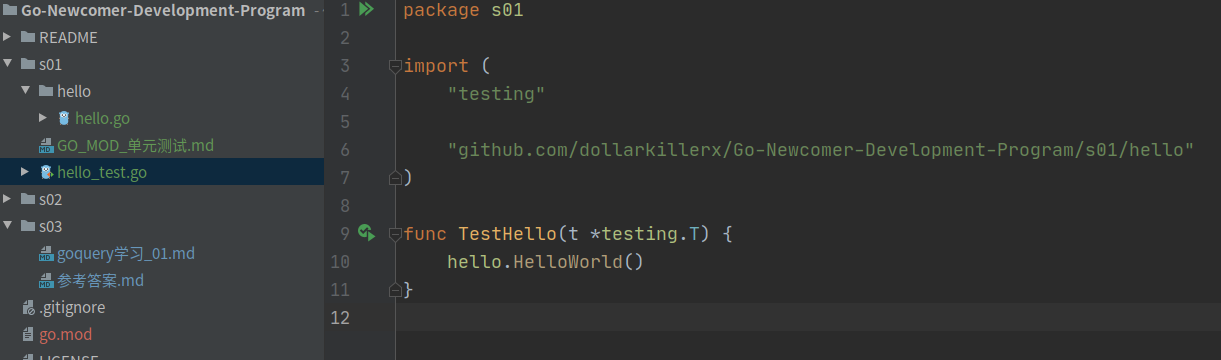 Go-Newcomer-Development-Program
README
s01
hello
hello.go
GO_MOD_单元测试.md
hello_test.go
s02
s03
goquery学习_01.md
参考答案.md
.gitignore
go.mod
LICENSE
1 package s01
2
3 import (
4 "testing"
5
6 "github.com/dollarkillerx/Go-Newcomer-Development-Program/s01/hello"
7 )
8
9 func TestHello(t *testing.T) {
10 hello.HelloWorld()
11 }
12